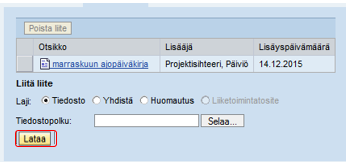 Poista liite
Otsikko Lisääjä Lisäyspäivämäärä
marraskuun ajopäiväkirja Projektisihteeri, Päiviö 14.12.2015
Liitä liite
Laji: Tiedosto Yhdistä Huomautus Liiketoimintatosite
Tiedostopolku: Selaa...
Lataa